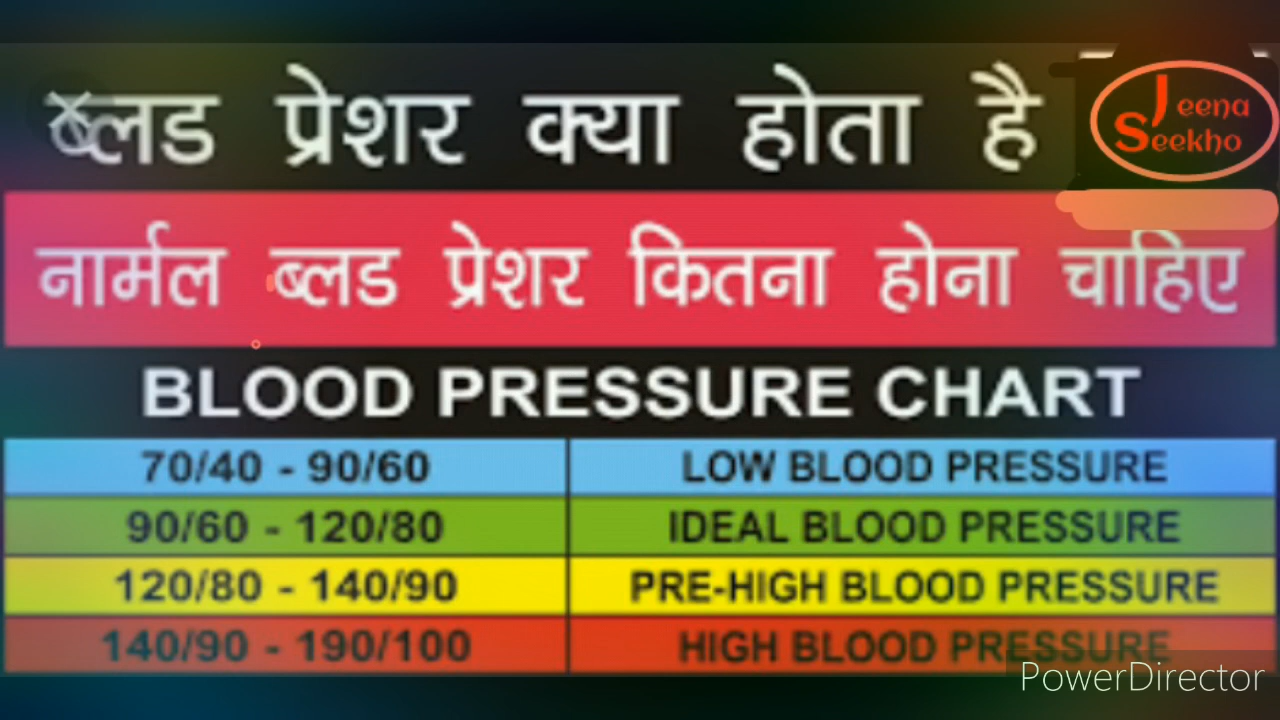 ब्लड प्रेशर क्या होता है
Jeena
Seekho
नार्मल ब्लड प्रेशर कितना होना चाहिए
BLOOD PRESSURE CHART
70/40 - 90/60 LOW BLOOD PRESSURE
90/60 - 120/80 IDEAL BLOOD PRESSURE
120/80 - 140/90 PRE-HIGH BLOOD PRESSURE
140/90 - 190/100 HIGH BLOOD PRESSURE
PowerDirector